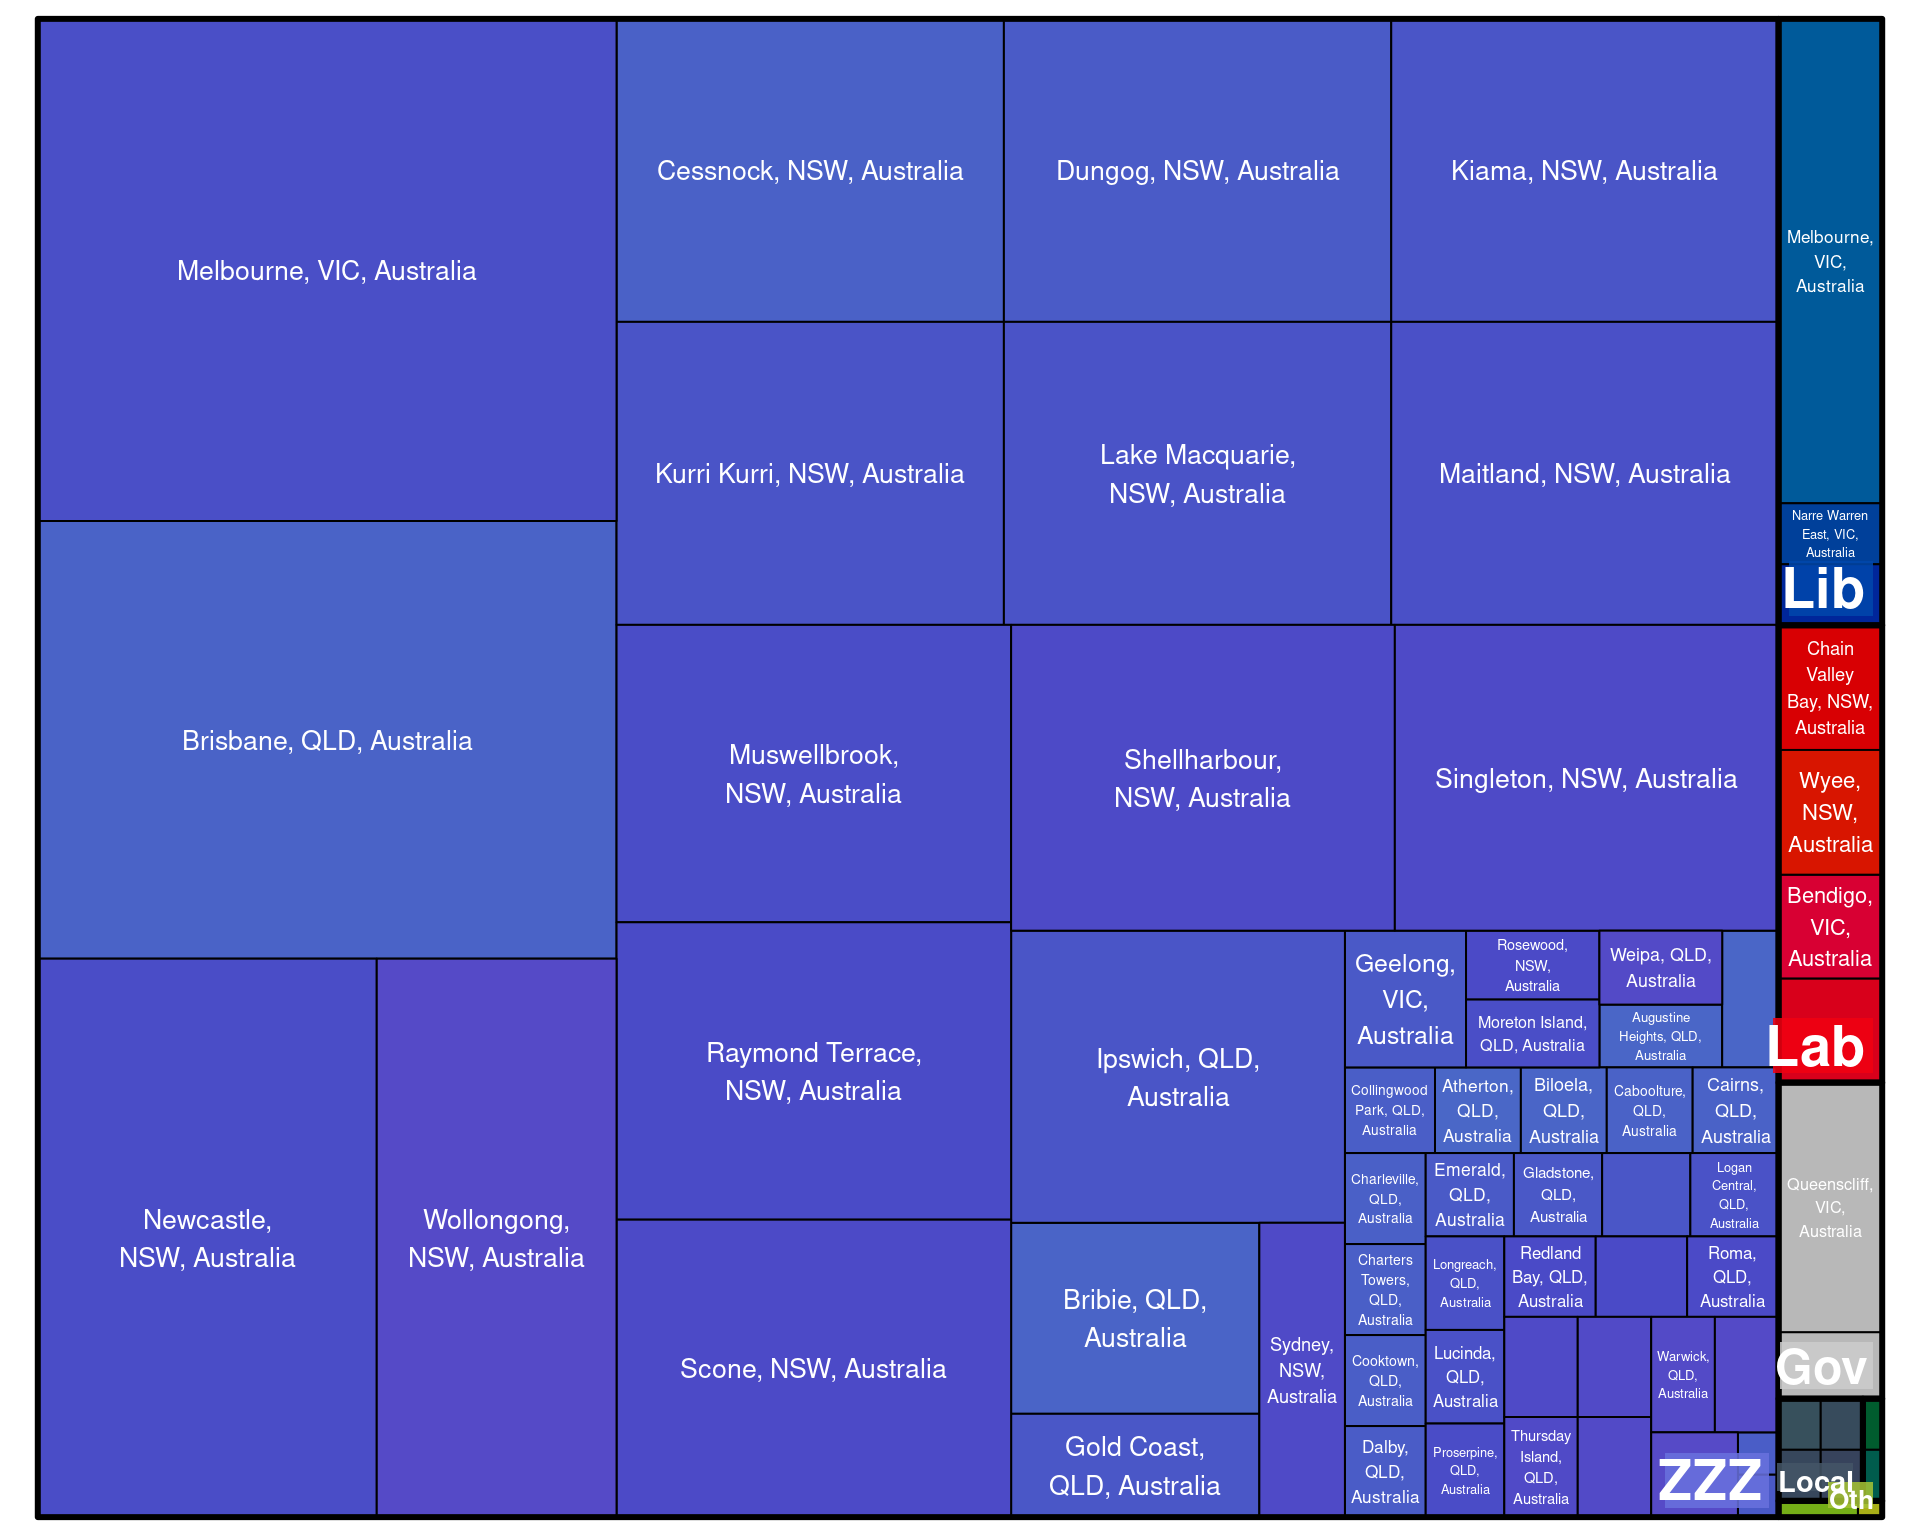 Melbourne, VIC, Australia
Brisbane, QLD, Australia
Newcastle,
NSW, Australia
Wollongong,
NSW, Australia
Cessnock, NSW, Australia
Dungog, NSW, Australia
Kiama, NSW, Australia
Kurri Kurri, NSW, Australia
Lake Macquarie,
NSW, Australia
Maitland, NSW, Australia
Muswellbrook,
NSW, Australia
Shellharbour,
NSW, Australia
Singleton, NSW, Australia
Raymond Terrace,
NSW, Australia
Scone, NSW, Australia
Ipswich, QLD,
Australia
Bribie, QLD,
Australia
Gold Coast,
QLD, Australia
Sydney,
NSW,
Australia
Geelong,
VIC,
Australia
Rosewood,
NSW,
Australia
Moreton Island,
QLD, Australia
Weipa, QLD,
Australia
Augustine
Heights, QLD,
Australia
Collingwood
Park, QLD,
Australia
Atherton,
QLD,
Australia
Biloela,
QLD,
Australia
Caboolture,
QLD,
Australia
Cairns,
QLD,
Australia
Charleville,
QLD,
Australia
Charters
Towers,
QLD,
Australia
Cooktown,
QLD,
Australia
Dalby,
QLD,
Australia
Emerald,
QLD,
Australia
Gladstone,
QLD,
Australia
Logan
Central,
QLD,
Australia
Longreach,
QLD,
Australia
Lucinda,
QLD,
Australia
Proserpine,
QLD,
Australia
Redland
Bay, QLD,
Australia
Roma,
QLD,
Australia
Thursday
Island,
QLD,
Australia
Warwick,
QLD,
Australia
ZZZ
Melbourne,
VIC,
Australia
Narre Warren
East, VIC,
Australia
Lib
Chain
Valley
Bay, NSW,
Australia
Wyee,
NSW,
Australia
Bendigo,
VIC,
Australia
Lab
Queenscliff,
VIC,
Australia
Gov
Local
Oth